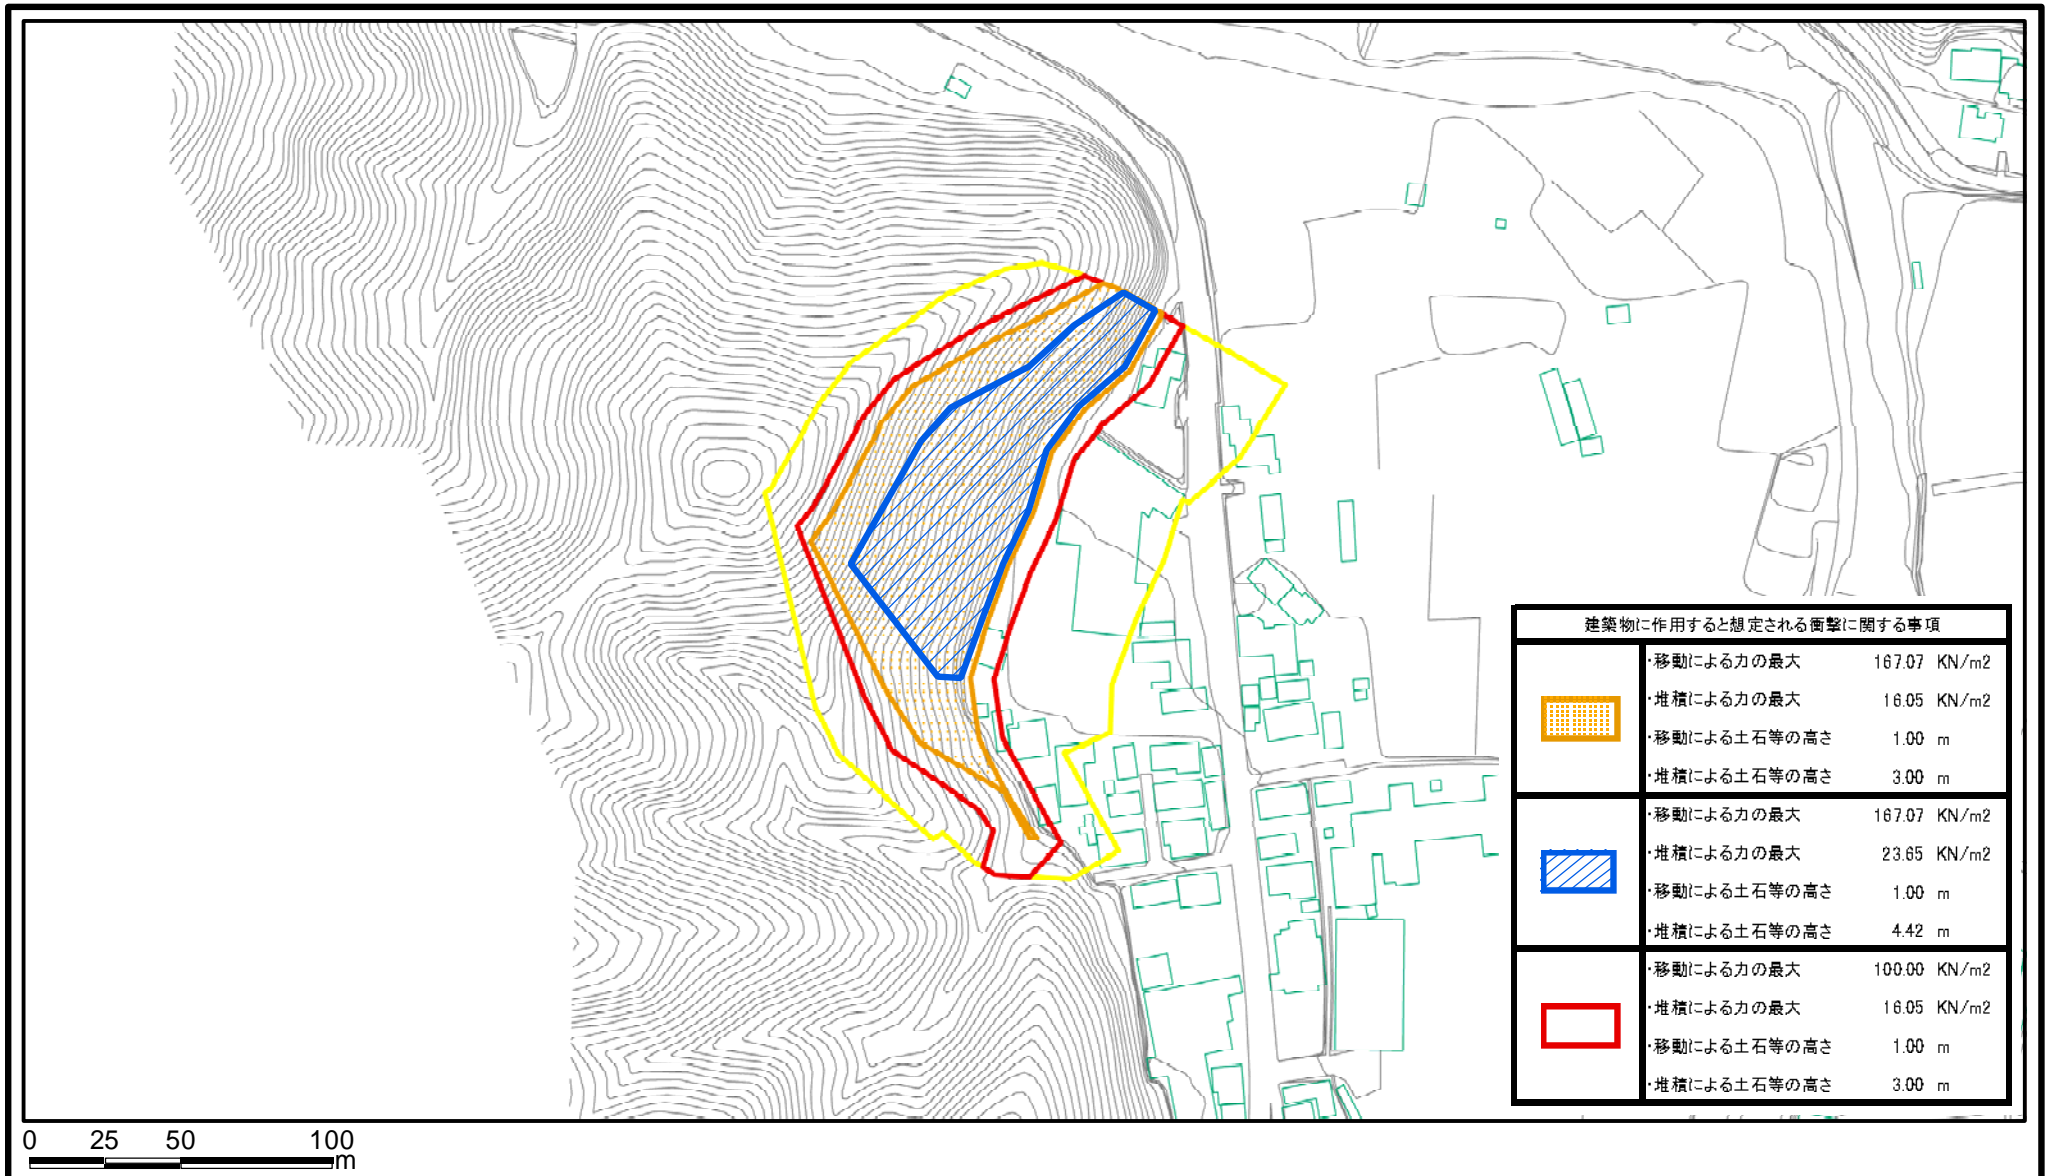 建築物に作用すると想定される衝撃に関する事項
・移動による力の最大 167.07 KN/m2
・堆積による力の最大 16.05 KN/m2
・移動による土石等の高さ 1.00 m
・堆積による土石等の高さ 3.00 m
・移動による力の最大 167.07 KN/m2
・堆積による力の最大 23.65 KN/m2
・移動による土石等の高さ 1.00 m
・堆積による土石等の高さ 4.42 m
・移動による力の最大 100.00 KN/m2
・堆積による力の最大 16.05 KN/m2
・移動による土石等の高さ 1.00 m
・堆積による土石等の高さ 3.00 m
0 25 50 100
m